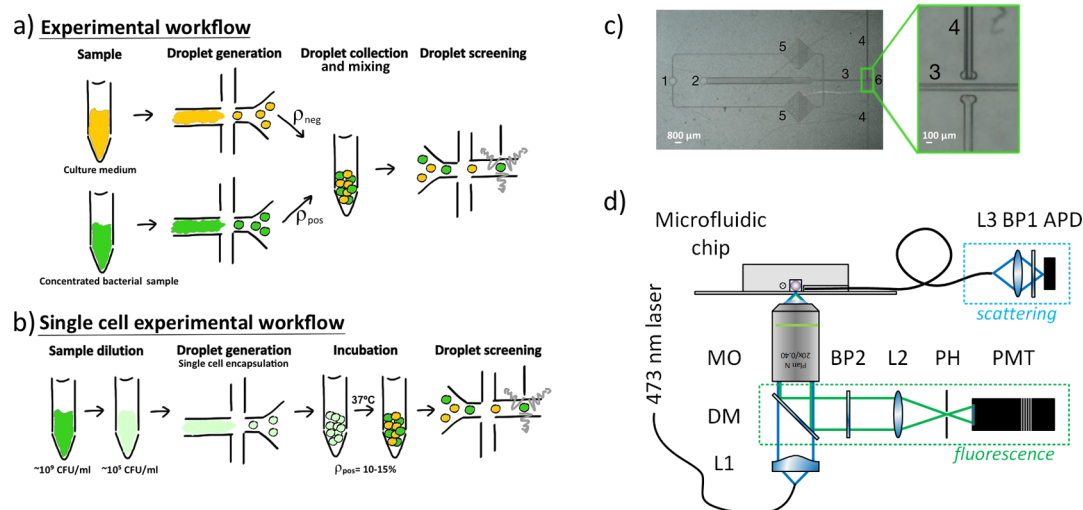 a) Experimental workflow
Sample
Droplet generation
Droplet collection
and mixing
Droplet screening
ρneg
Culture medium
ρpos
Concentrated bacterial sample
b) Single cell experimental workflow
Sample dilution
Droplet generation
Single cell encapsulation
Incubation
Droplet screening
37ºC
~10⁹ CFU/ml
~10⁵ CFU/ml
ρpos= 10-15%
c)
1
2
5
5
3
4
4
6
800 µm
4
3
100 µm
d)
Microfluidic
chip
L3 BP1 APD
scattering
473 nm laser
Plan N
20x/0.40
MO
BP2
L2
PH
PMT
DM
fluorescence
L1